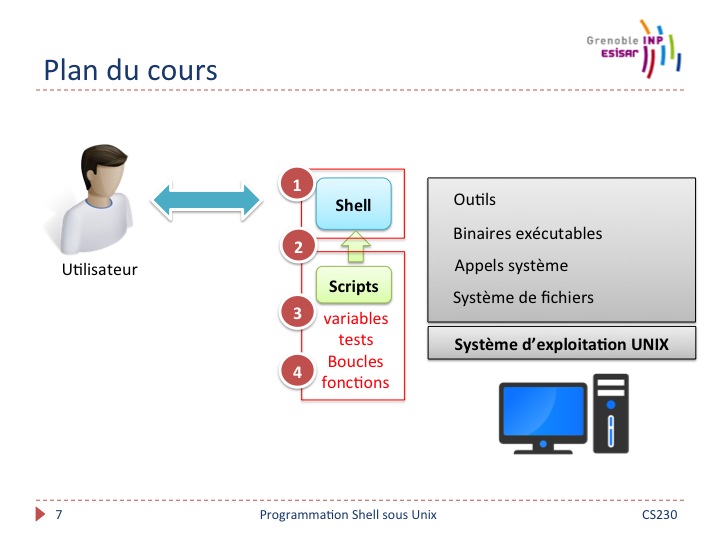 Grenoble INP
ESISAR
Plan du cours
1
Shell
2
Utilisateur
Scripts
3
variables
tests
4
Boucles
fonctions
Outils
Binaires exécutables
Appels système
Système de fichiers
Système d’exploitation UNIX
7
Programmation Shell sous Unix
CS230